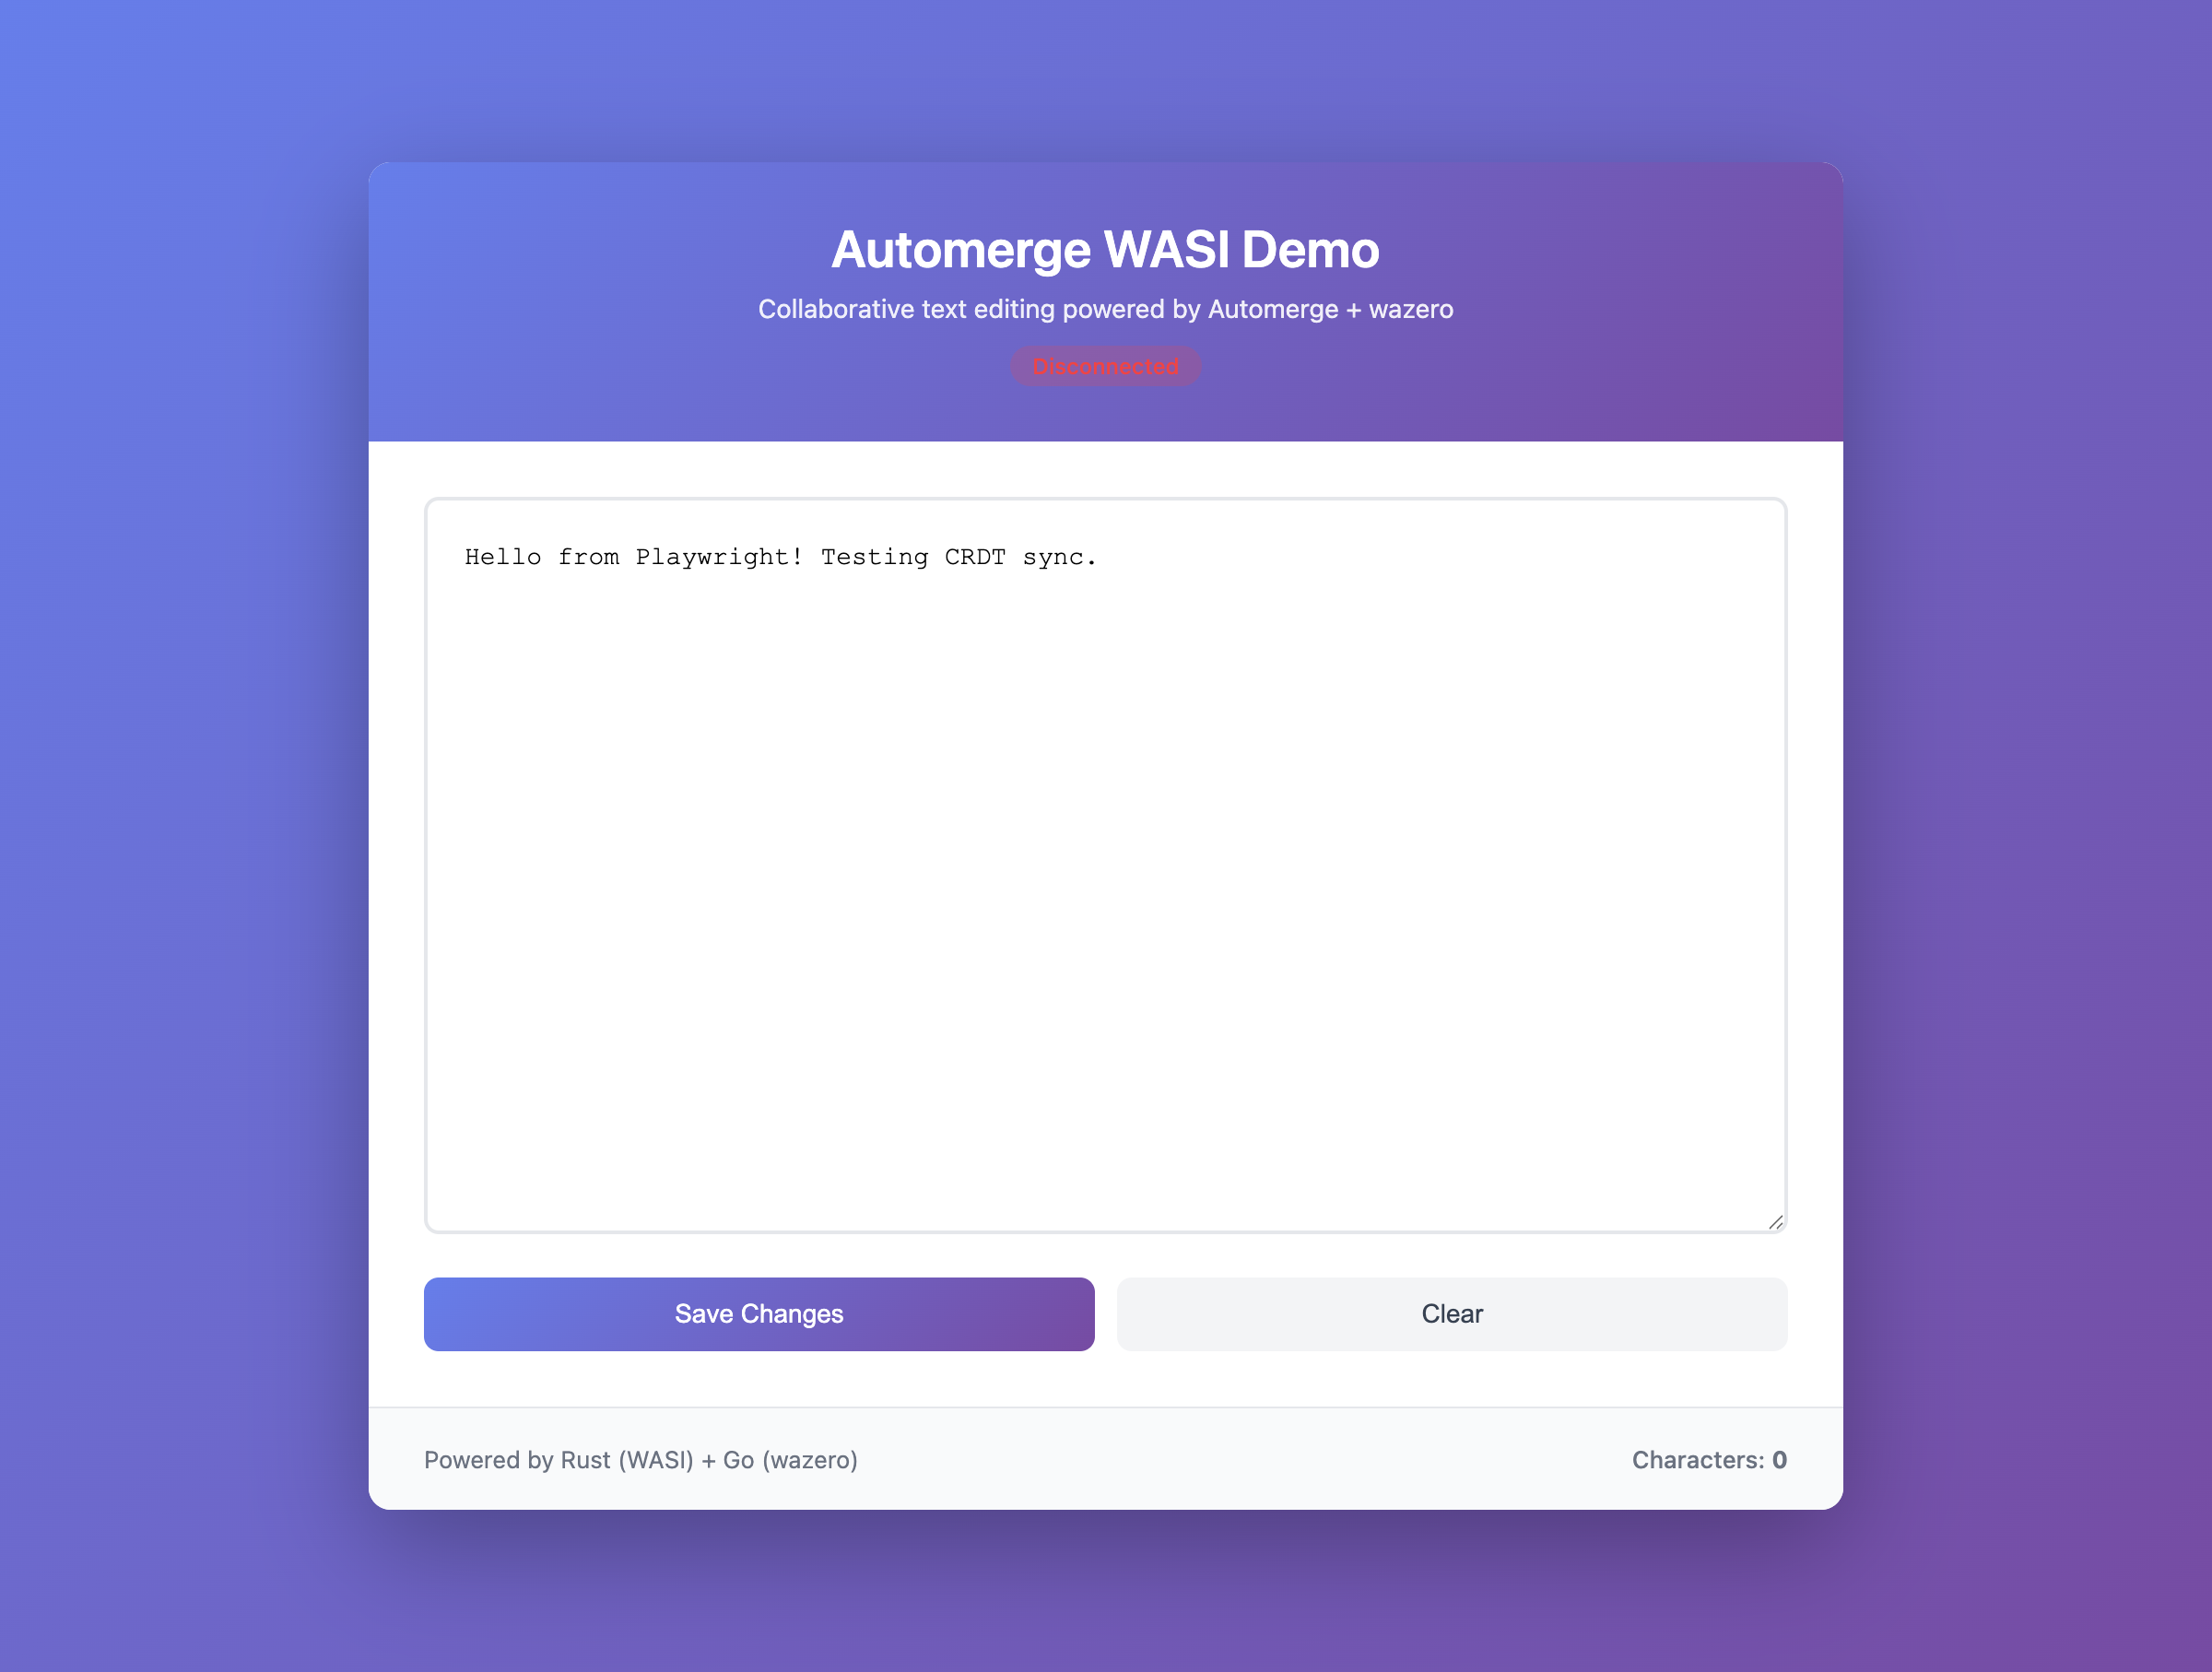 Automerge WASI Demo
Collaborative text editing powered by Automerge + wazero
Disconnected
Hello from Playwright! Testing CRDT sync.
Save Changes
Clear
Powered by Rust (WASI) + Go (wazero)
Characters: 0